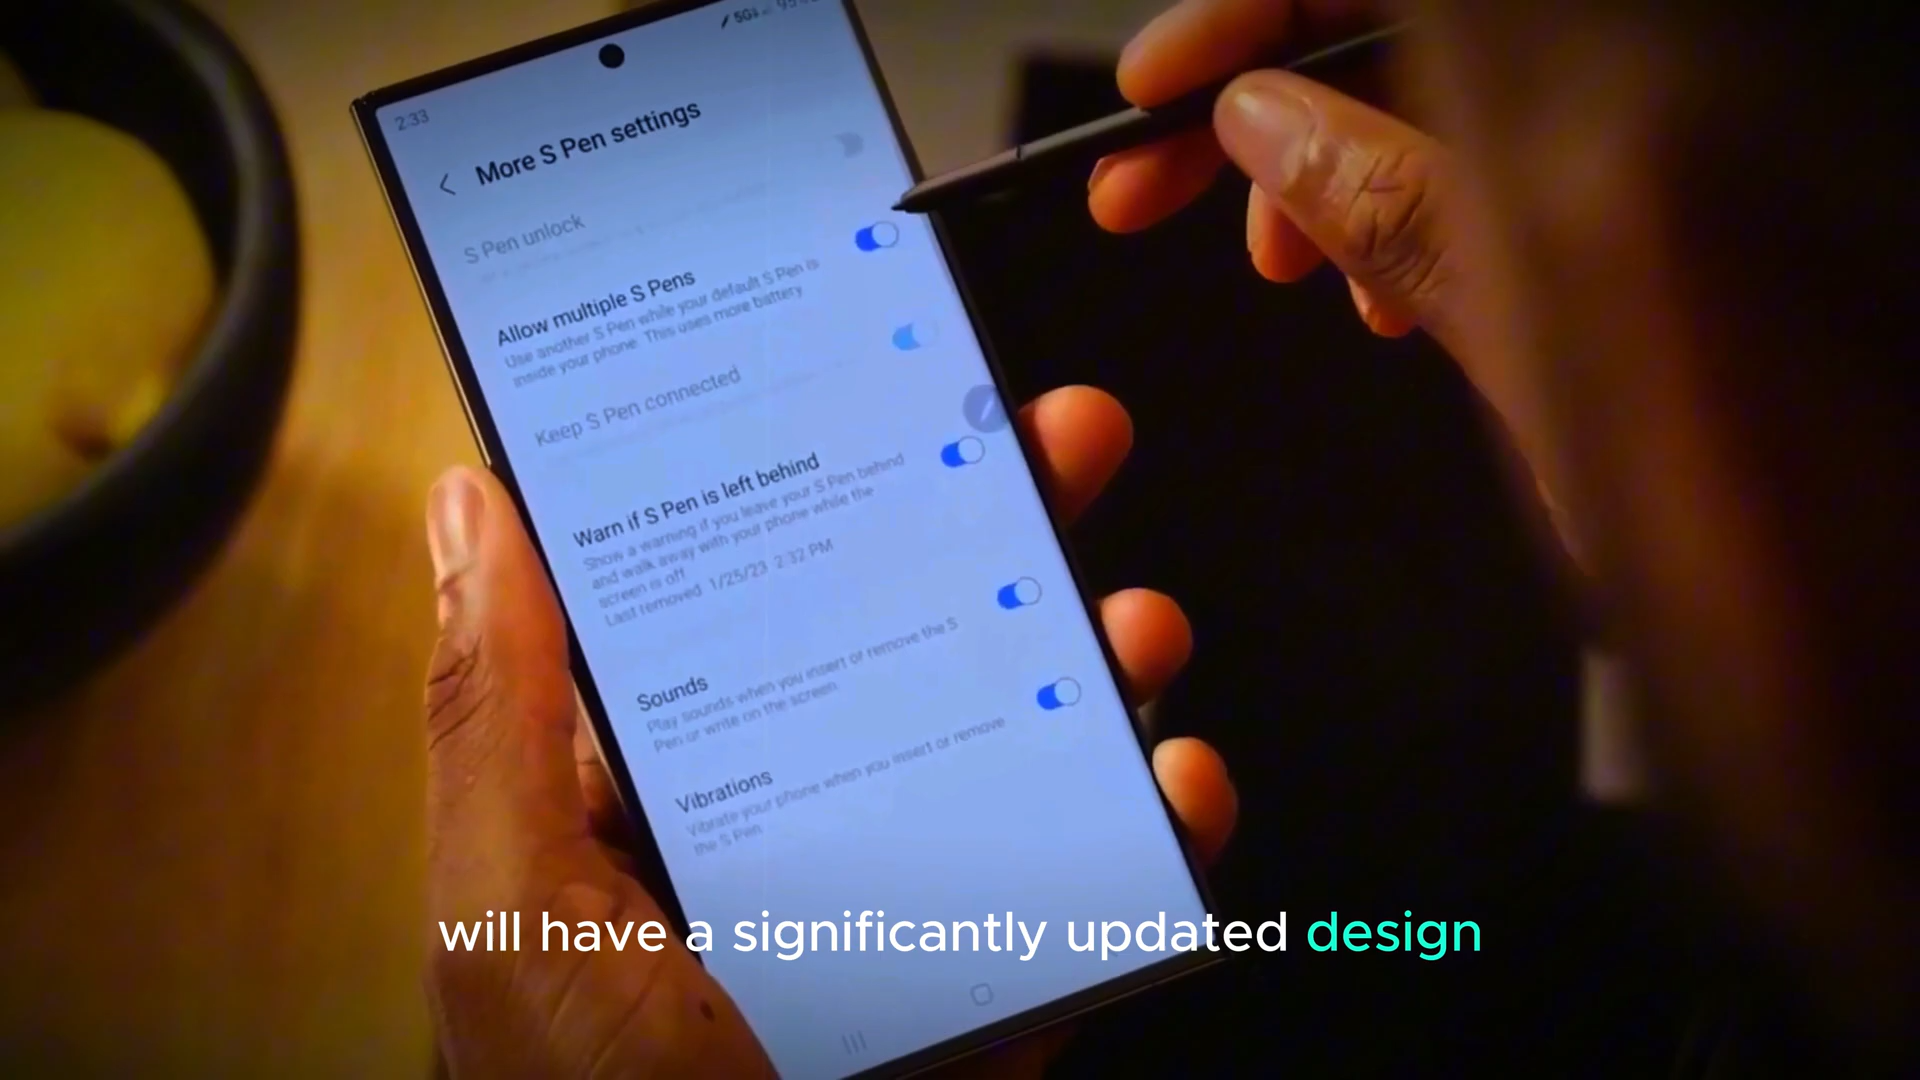 5G
2:33
More S Pen settings
S Pen unlock
Allow multiple S Pens
Use another S Pen while your default S Pen is
inside your phone. This uses more battery.
Keep S Pen connected
Warn if S Pen is left behind
Show a warning if you leave your S Pen behind
and walk away with your phone while the
screen is off.
Last removed 1/25/23 2:32 PM
Sounds
Play sounds when you insert or remove the S
Pen or write on the screen.
Vibrations
Vibrate your phone when you insert or remove
the S Pen.
will have a significantly updated design